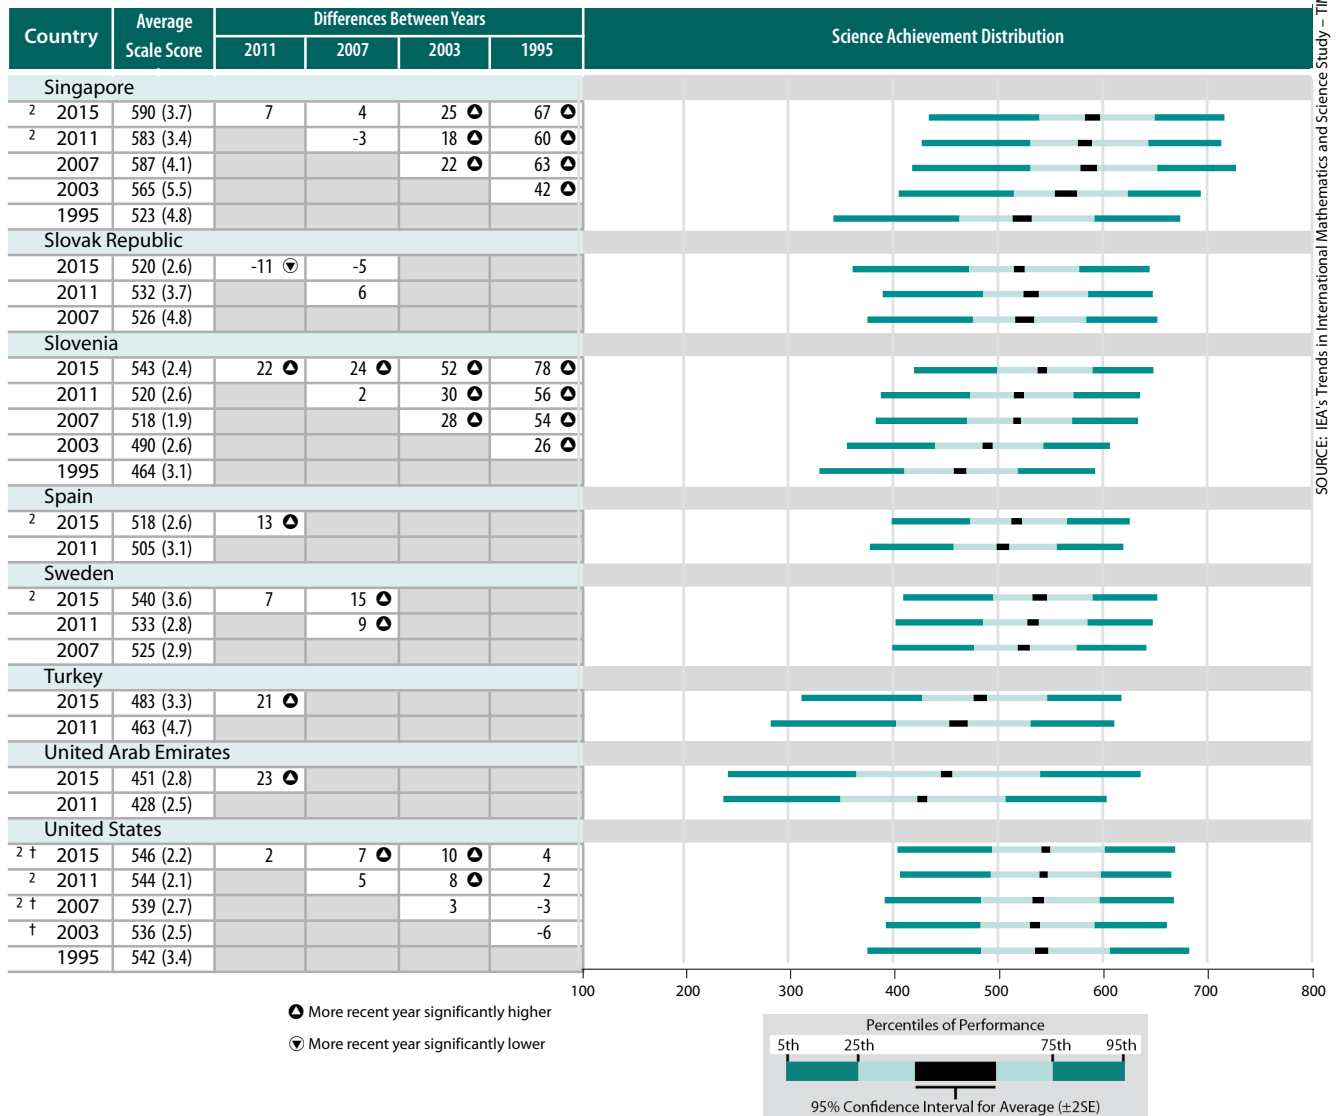 Country Average Scale Score Differences Between Years Science Achievement Distribution
2011 2007 2003 1995
Singapore
2 2015 590 (3.7) 7 4 25 67
2 2011 583 (3.4) -3 18 60
2007 587 (4.1) 22 63
2003 565 (5.5) 42
1995 523 (4.8)
Slovak Republic
2015 520 (2.6) -11 -5
2011 532 (3.7) 6
2007 526 (4.8)
Slovenia
2015 543 (2.4) 22 24 52 78
2011 520 (2.6) 2 30 56
2007 518 (1.9) 28 54
2003 490 (2.6) 26
1995 464 (3.1)
Spain
2 2015 518 (2.6) 13
2011 505 (3.1)
Sweden
2 2015 540 (3.6) 7 15
2011 533 (2.8) 9
2007 525 (2.9)
Turkey
2015 483 (3.3) 21
2011 463 (4.7)
United Arab Emirates
2015 451 (2.8) 23
2011 428 (2.5)
United States
2 † 2015 546 (2.2) 2 7 10 4
2 2011 544 (2.1) 5 8 2
2 † 2007 539 (2.7) 3 -3
† 2003 536 (2.5) -6
1995 542 (3.4)
100 200 300 400 500 600 700 800
More recent year significantly higher
More recent year significantly lower
Percentiles of Performance
5th 25th 75th 95th
95% Confidence Interval for Average (±2SE)
SOURCE: IEA's Trends in International Mathematics and Science Study –